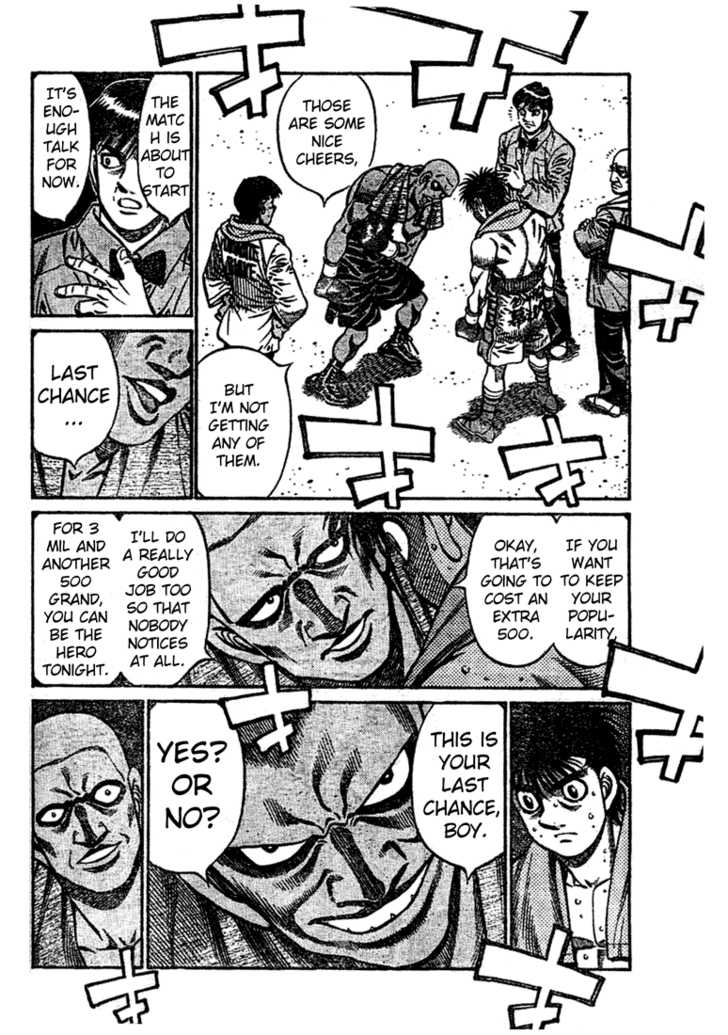 THOSE
ARE SOME
NICE
CHEERS,
BUT
I'M NOT
GETTING
ANY OF
THEM.
THE
MATC
H IS
ABOUT
TO
START
IT'S
ENO-
UGH
TALK
FOR
NOW.
LAST
CHANCE
...
IF YOU
WANT
TO KEEP
YOUR
POPU-
LARITY,
OKAY,
THAT'S
GOING TO
COST AN
EXTRA
500.
I'LL DO
A REALLY
GOOD
JOB TOO
SO THAT
NOBODY
NOTICES
AT ALL.
FOR 3
MIL AND
ANOTHER
500
GRAND,
YOU CAN
BE THE
HERO
TONIGHT.
THIS IS
YOUR
LAST
CHANCE,
BOY.
YES?
OR
NO?